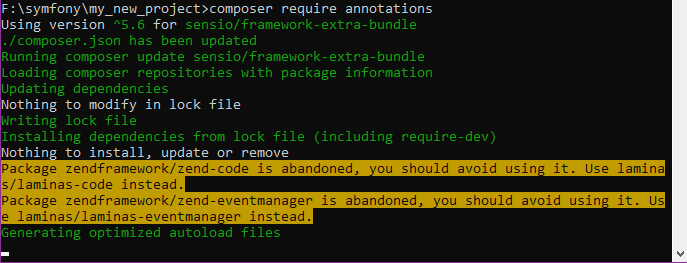 F:\symfony\my_new_project>composer require annotations
Using version ^5.6 for sensio/framework-extra-bundle
./composer.json has been updated
Running composer update sensio/framework-extra-bundle
Loading composer repositories with package information
Updating dependencies
Nothing to modify in lock file
Writing lock file
Installing dependencies from lock file (including require-dev)
Nothing to install, update or remove
Package zendframework/zend-code is abandoned, you should avoid using it. Use lamina
s/laminas-code instead.
Package zendframework/zend-eventmanager is abandoned, you should avoid using it. Us
e laminas/laminas-eventmanager instead.
Generating optimized autoload files